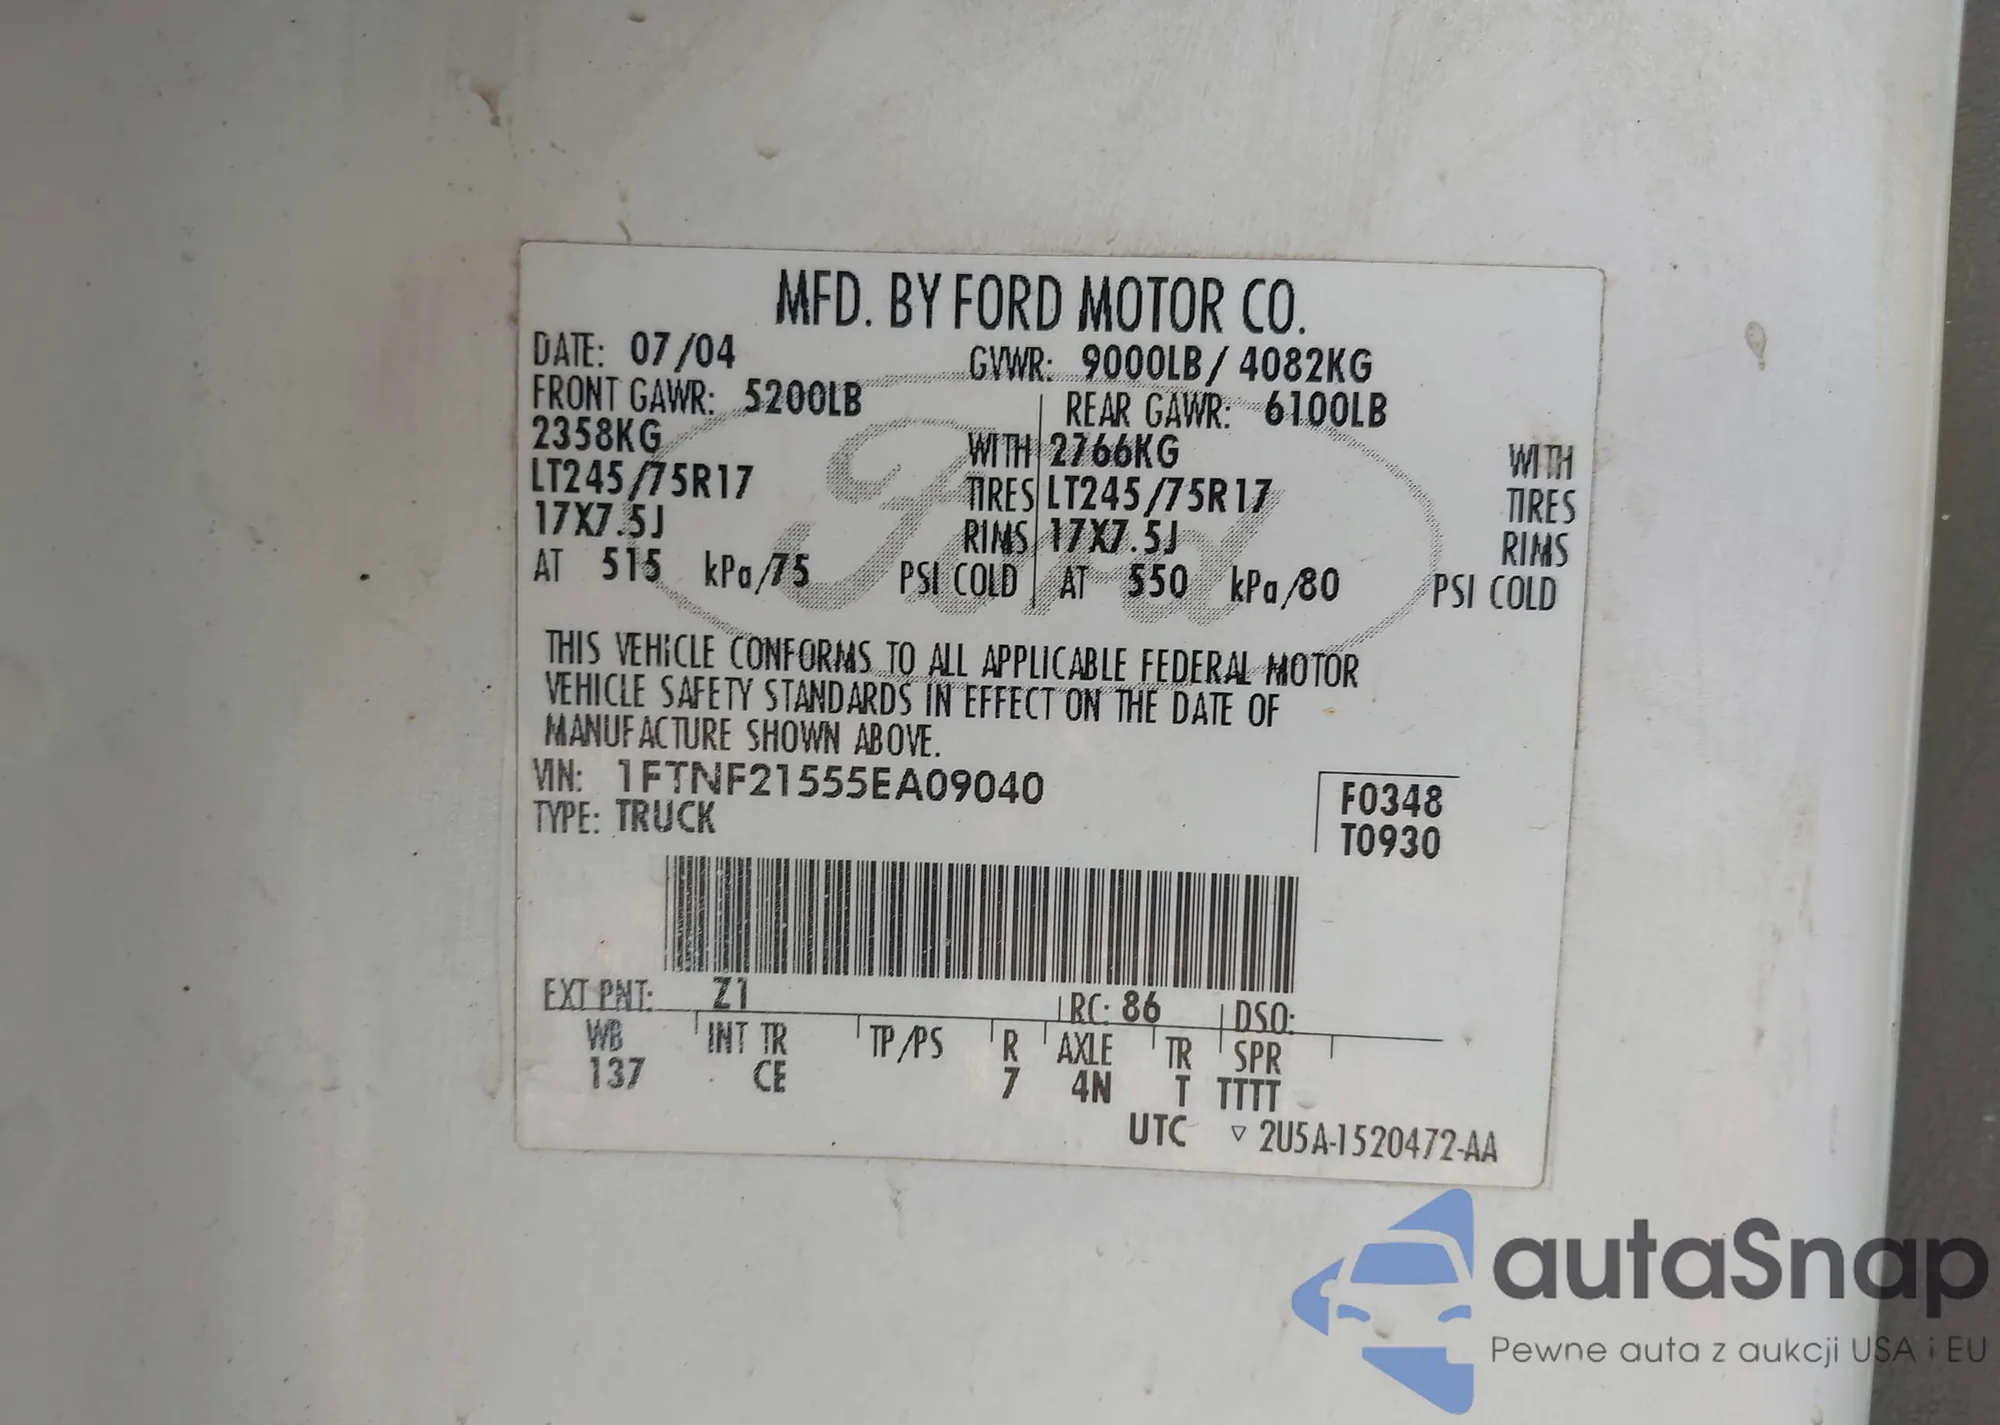 MFD. BY FORD MOTOR CO.
DATE: 07/04 GVWR: 9000LB/ 4082KG
FRONT GAWR: 5200LB REAR GAWR: 6100LB
2358KG WITH 2766KG WITH
LT245/75R17 TIRES LT245/75R17 TIRES
17X7.5J RIMS 17X7.5J RIMS
AT 515 kPa/75 PSI COLD AT 550 kPa/80 PSI COLD
Ford
THIS VEHICLE CONFORMS TO ALL APPLICABLE FEDERAL MOTOR
VEHICLE SAFETY STANDARDS IN EFFECT ON THE DATE OF
MANUFACTURE SHOWN ABOVE.
VIN: 1FTNF21555EA09040
TYPE: TRUCK
F0348
T0930
EXT PNT: Z1 RC: 86 DSO:
WB INT TR TP/PS R AXLE TR SPR
137 CE 7 4N T TTTT
UTC ▽ 2U5A-1520472-AA
autaSnap
Pewne auta z aukcji USA i EU